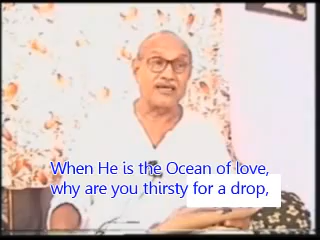 When He is the Ocean of love,
why are you thirsty for a drop,